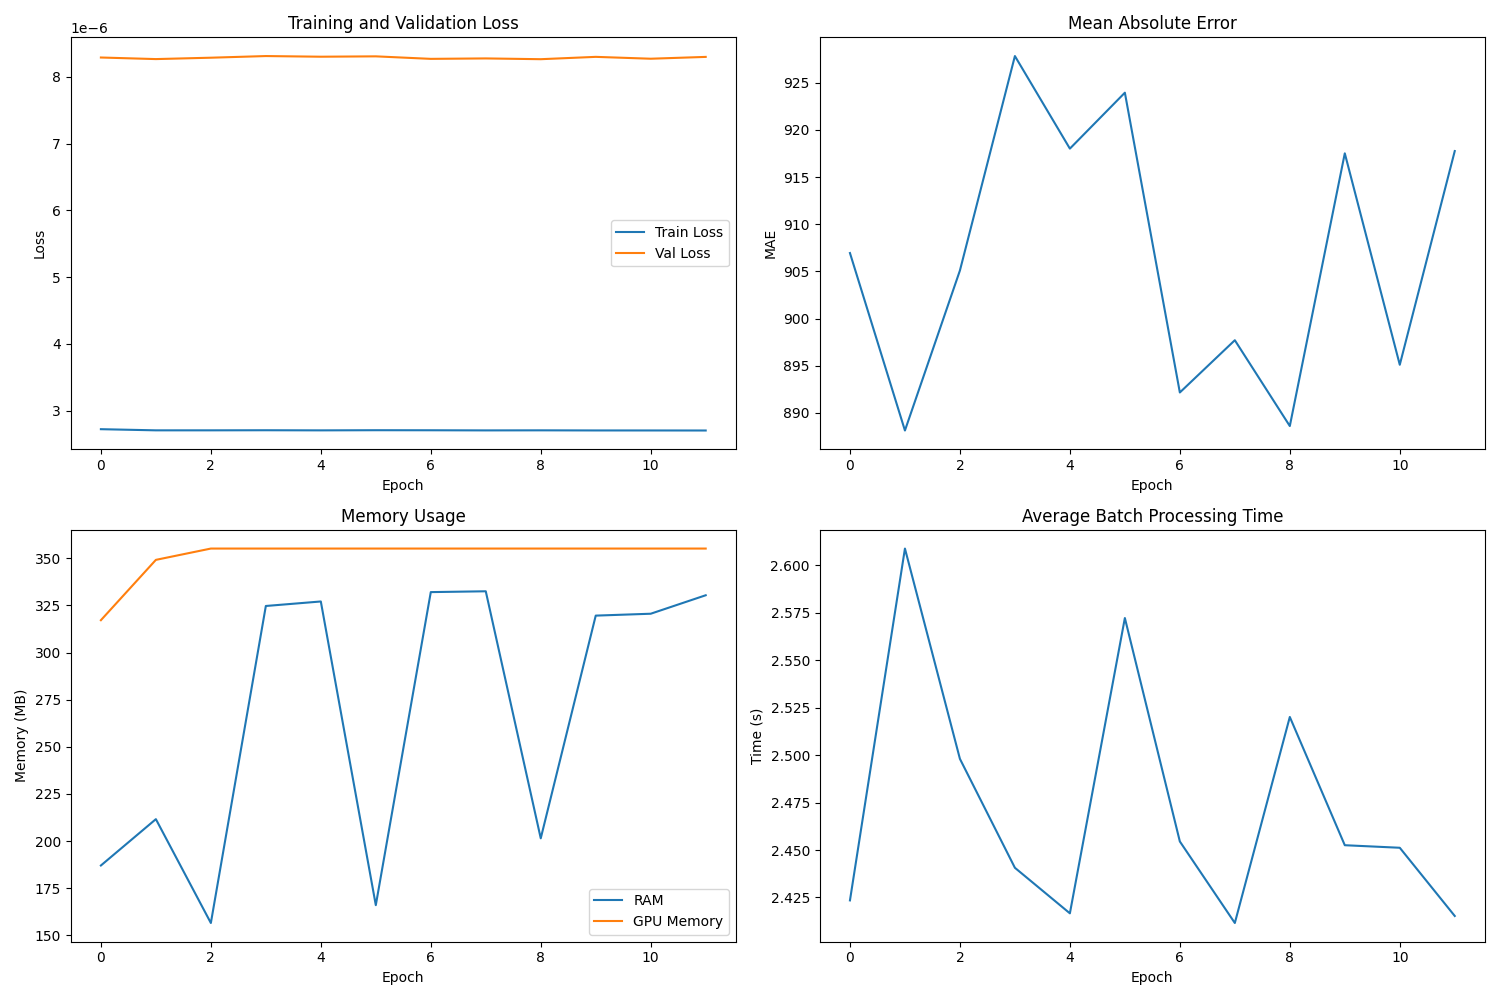 Training and Validation Loss
1e−6
8
7
6
5
4
3
Loss
Train Loss
Val Loss
0 2 4 6 8 10
Epoch
Mean Absolute Error
925
920
915
910
905
900
895
890
MAE
0 2 4 6 8 10
Epoch
Memory Usage
350
325
300
275
250
225
200
175
150
Memory (MB)
RAM
GPU Memory
0 2 4 6 8 10
Epoch
Average Batch Processing Time
2.600
2.575
2.550
2.525
2.500
2.475
2.450
2.425
Time (s)
0 2 4 6 8 10
Epoch